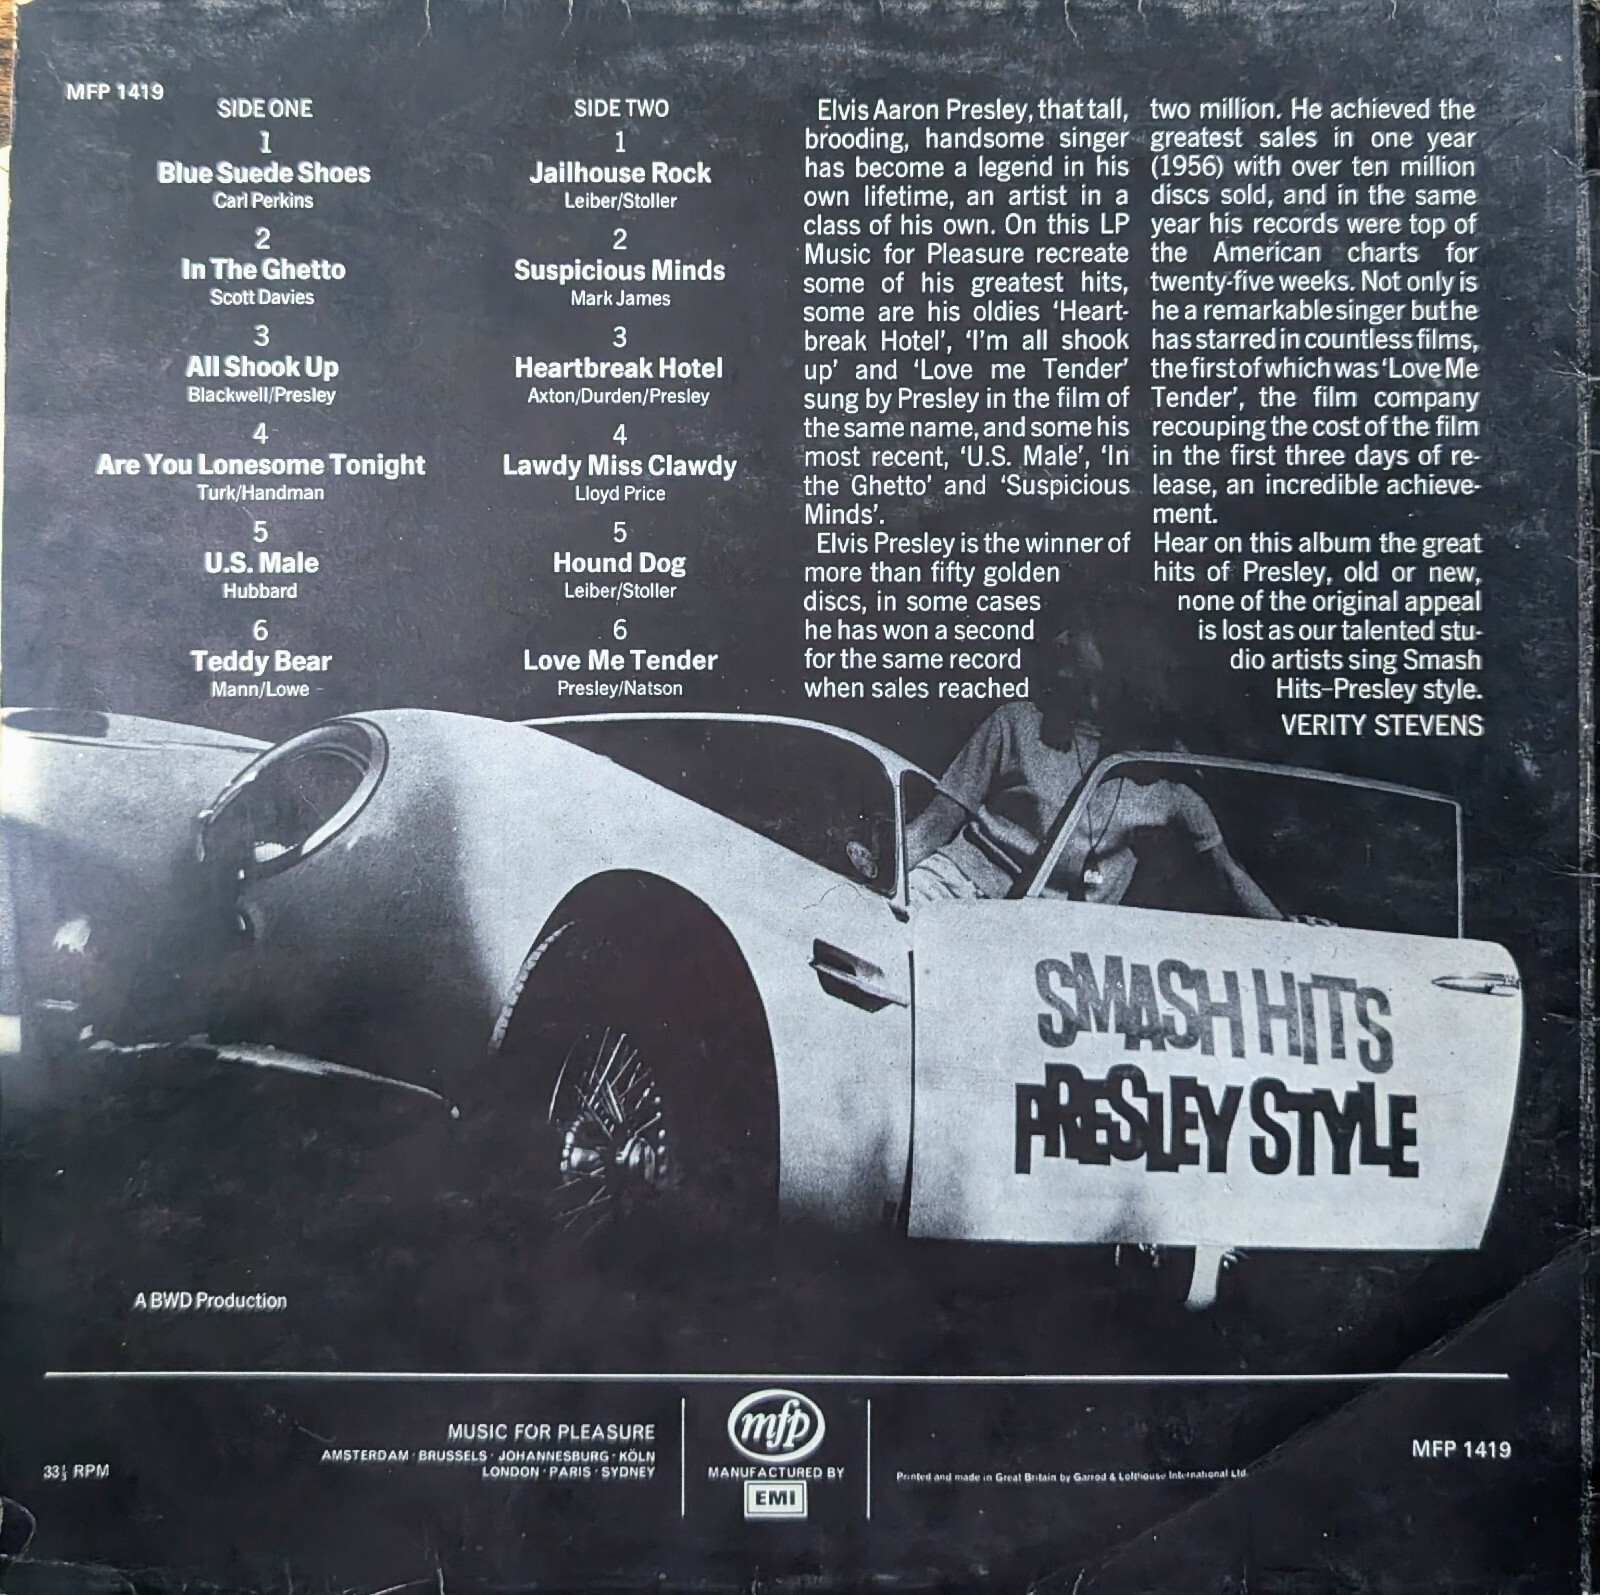 MFP 1419
SIDE ONE
1
Blue Suede Shoes
Carl Perkins
2
In The Ghetto
Scott Davies
3
All Shook Up
Blackwell/Presley
4
Are You Lonesome Tonight
Turk/Handman
5
U.S. Male
Hubbard
6
Teddy Bear
Mann/Lowe
SIDE TWO
1
Jailhouse Rock
Leiber/Stoller
2
Suspicious Minds
Mark James
3
Heartbreak Hotel
Axton/Durden/Presley
4
Lawdy Miss Clawdy
Lloyd Price
5
Hound Dog
Leiber/Stoller
6
Love Me Tender
Presley/Natson
Elvis Aaron Presley, that tall,
brooding, handsome singer
has become a legend in his
own lifetime, an artist in a
class of his own. On this LP
Music for Pleasure recreate
some of his greatest hits,
some are his oldies ‘Heart-
break Hotel’, ‘I’m all shook
up’ and ‘Love me Tender’
sung by Presley in the film of
the same name, and some his
most recent, ‘U.S. Male’, ‘In
the Ghetto’ and ‘Suspicious
Minds’.
Elvis Presley is the winner of
more than fifty golden
discs, in some cases
he has won a second
for the same record
when sales reached
two million. He achieved the
greatest sales in one year
(1956) with over ten million
discs sold, and in the same
year his records were top of
the American charts for
twenty-five weeks. Not only is
he a remarkable singer but he
has starred in countless films,
the first of which was ‘Love Me
Tender’, the film company
recouping the cost of the film
in the first three days of re-
lease, an incredible achieve-
ment.
Hear on this album the great
hits of Presley, old or new,
none of the original appeal
is lost as our talented stu-
dio artists sing Smash
Hits–Presley style.
VERITY STEVENS
SMASH HITS
PRESLEY STYLE
A BWD Production
33⅓ RPM
MUSIC FOR PLEASURE
AMSTERDAM · BRUSSELS · JOHANNESBURG · KÖLN
LONDON · PARIS · SYDNEY
mfp
MANUFACTURED BY
EMI
Printed and made in Great Britain by Garrod & Lofthouse International Ltd.
MFP 1419